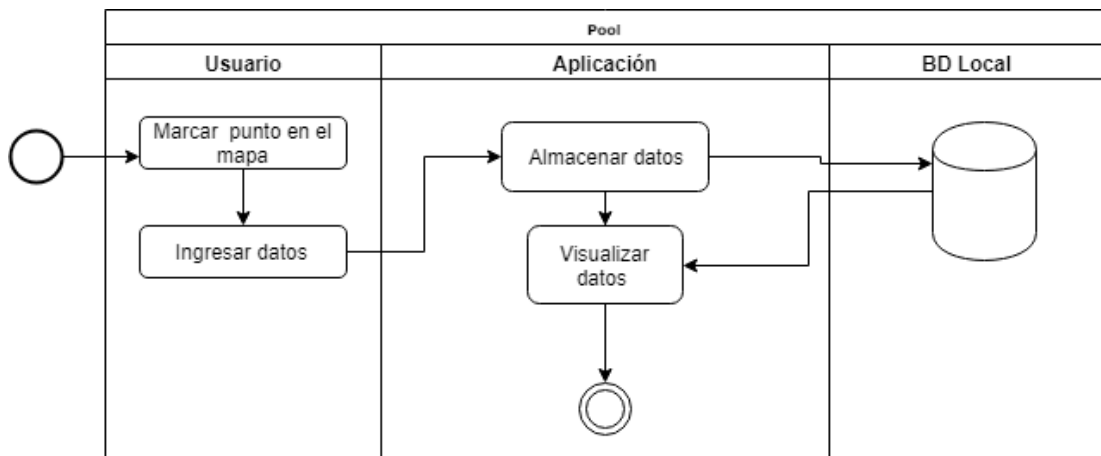 Pool
Usuario
Aplicación
BD Local
Marcar punto en el
mapa
Almacenar datos
Ingresar datos
Visualizar
datos